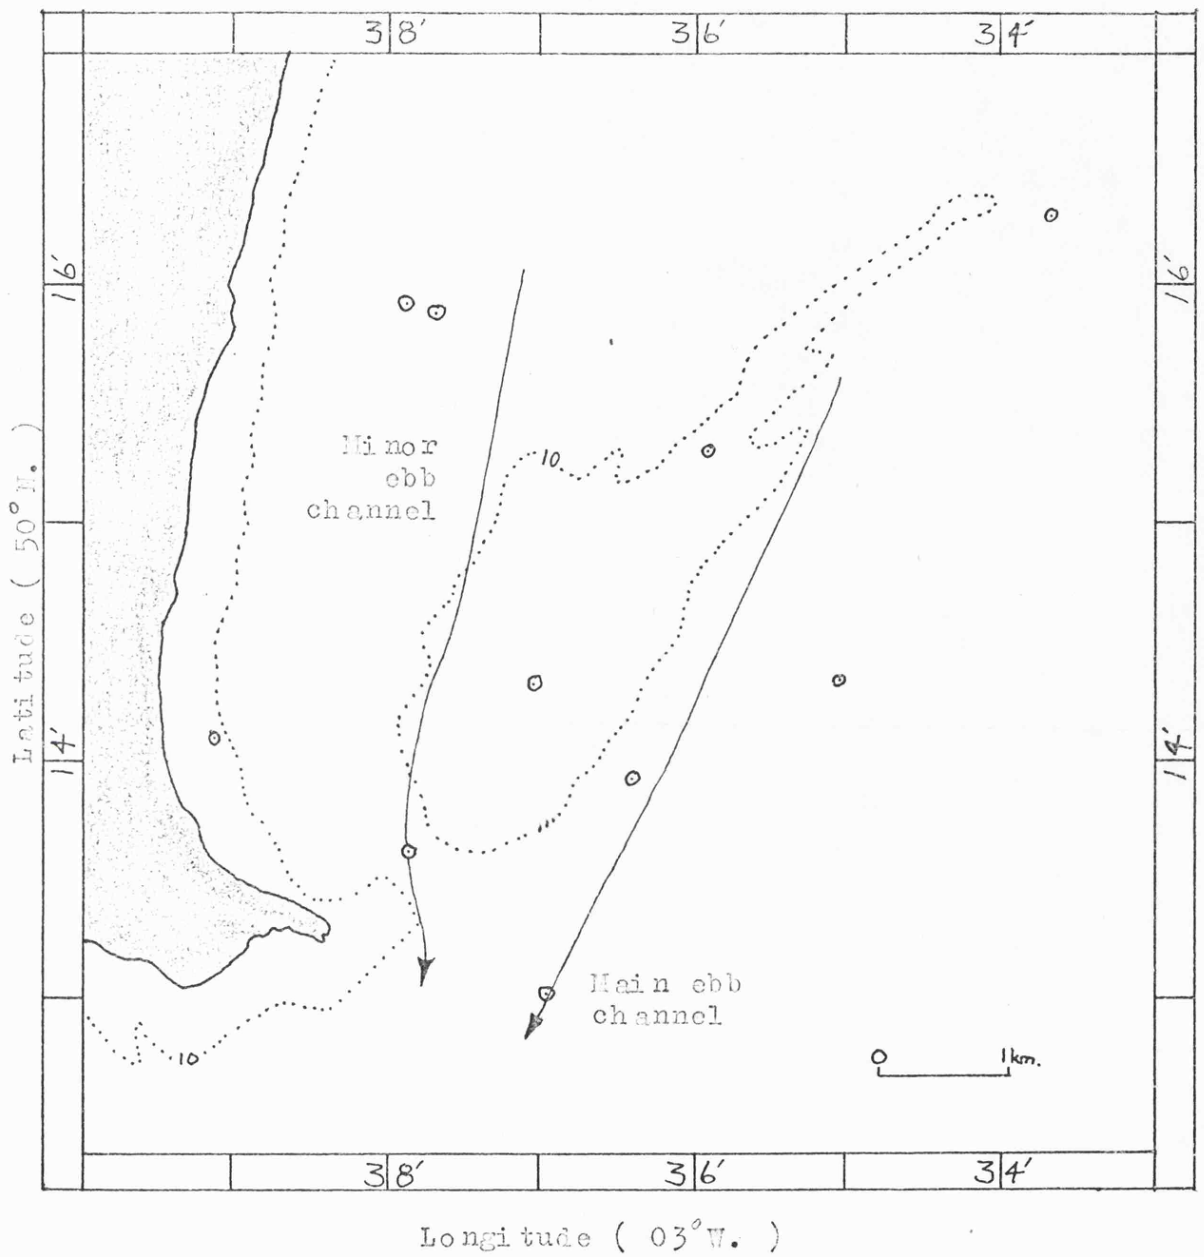 38' 36' 34'
16'
16'
Minor
ebb
channel
10
Latitude ( 50°N. )
14'
14'
Main ebb
channel
10
0 1km.
38' 36' 34'
Longitude ( 03°W. )